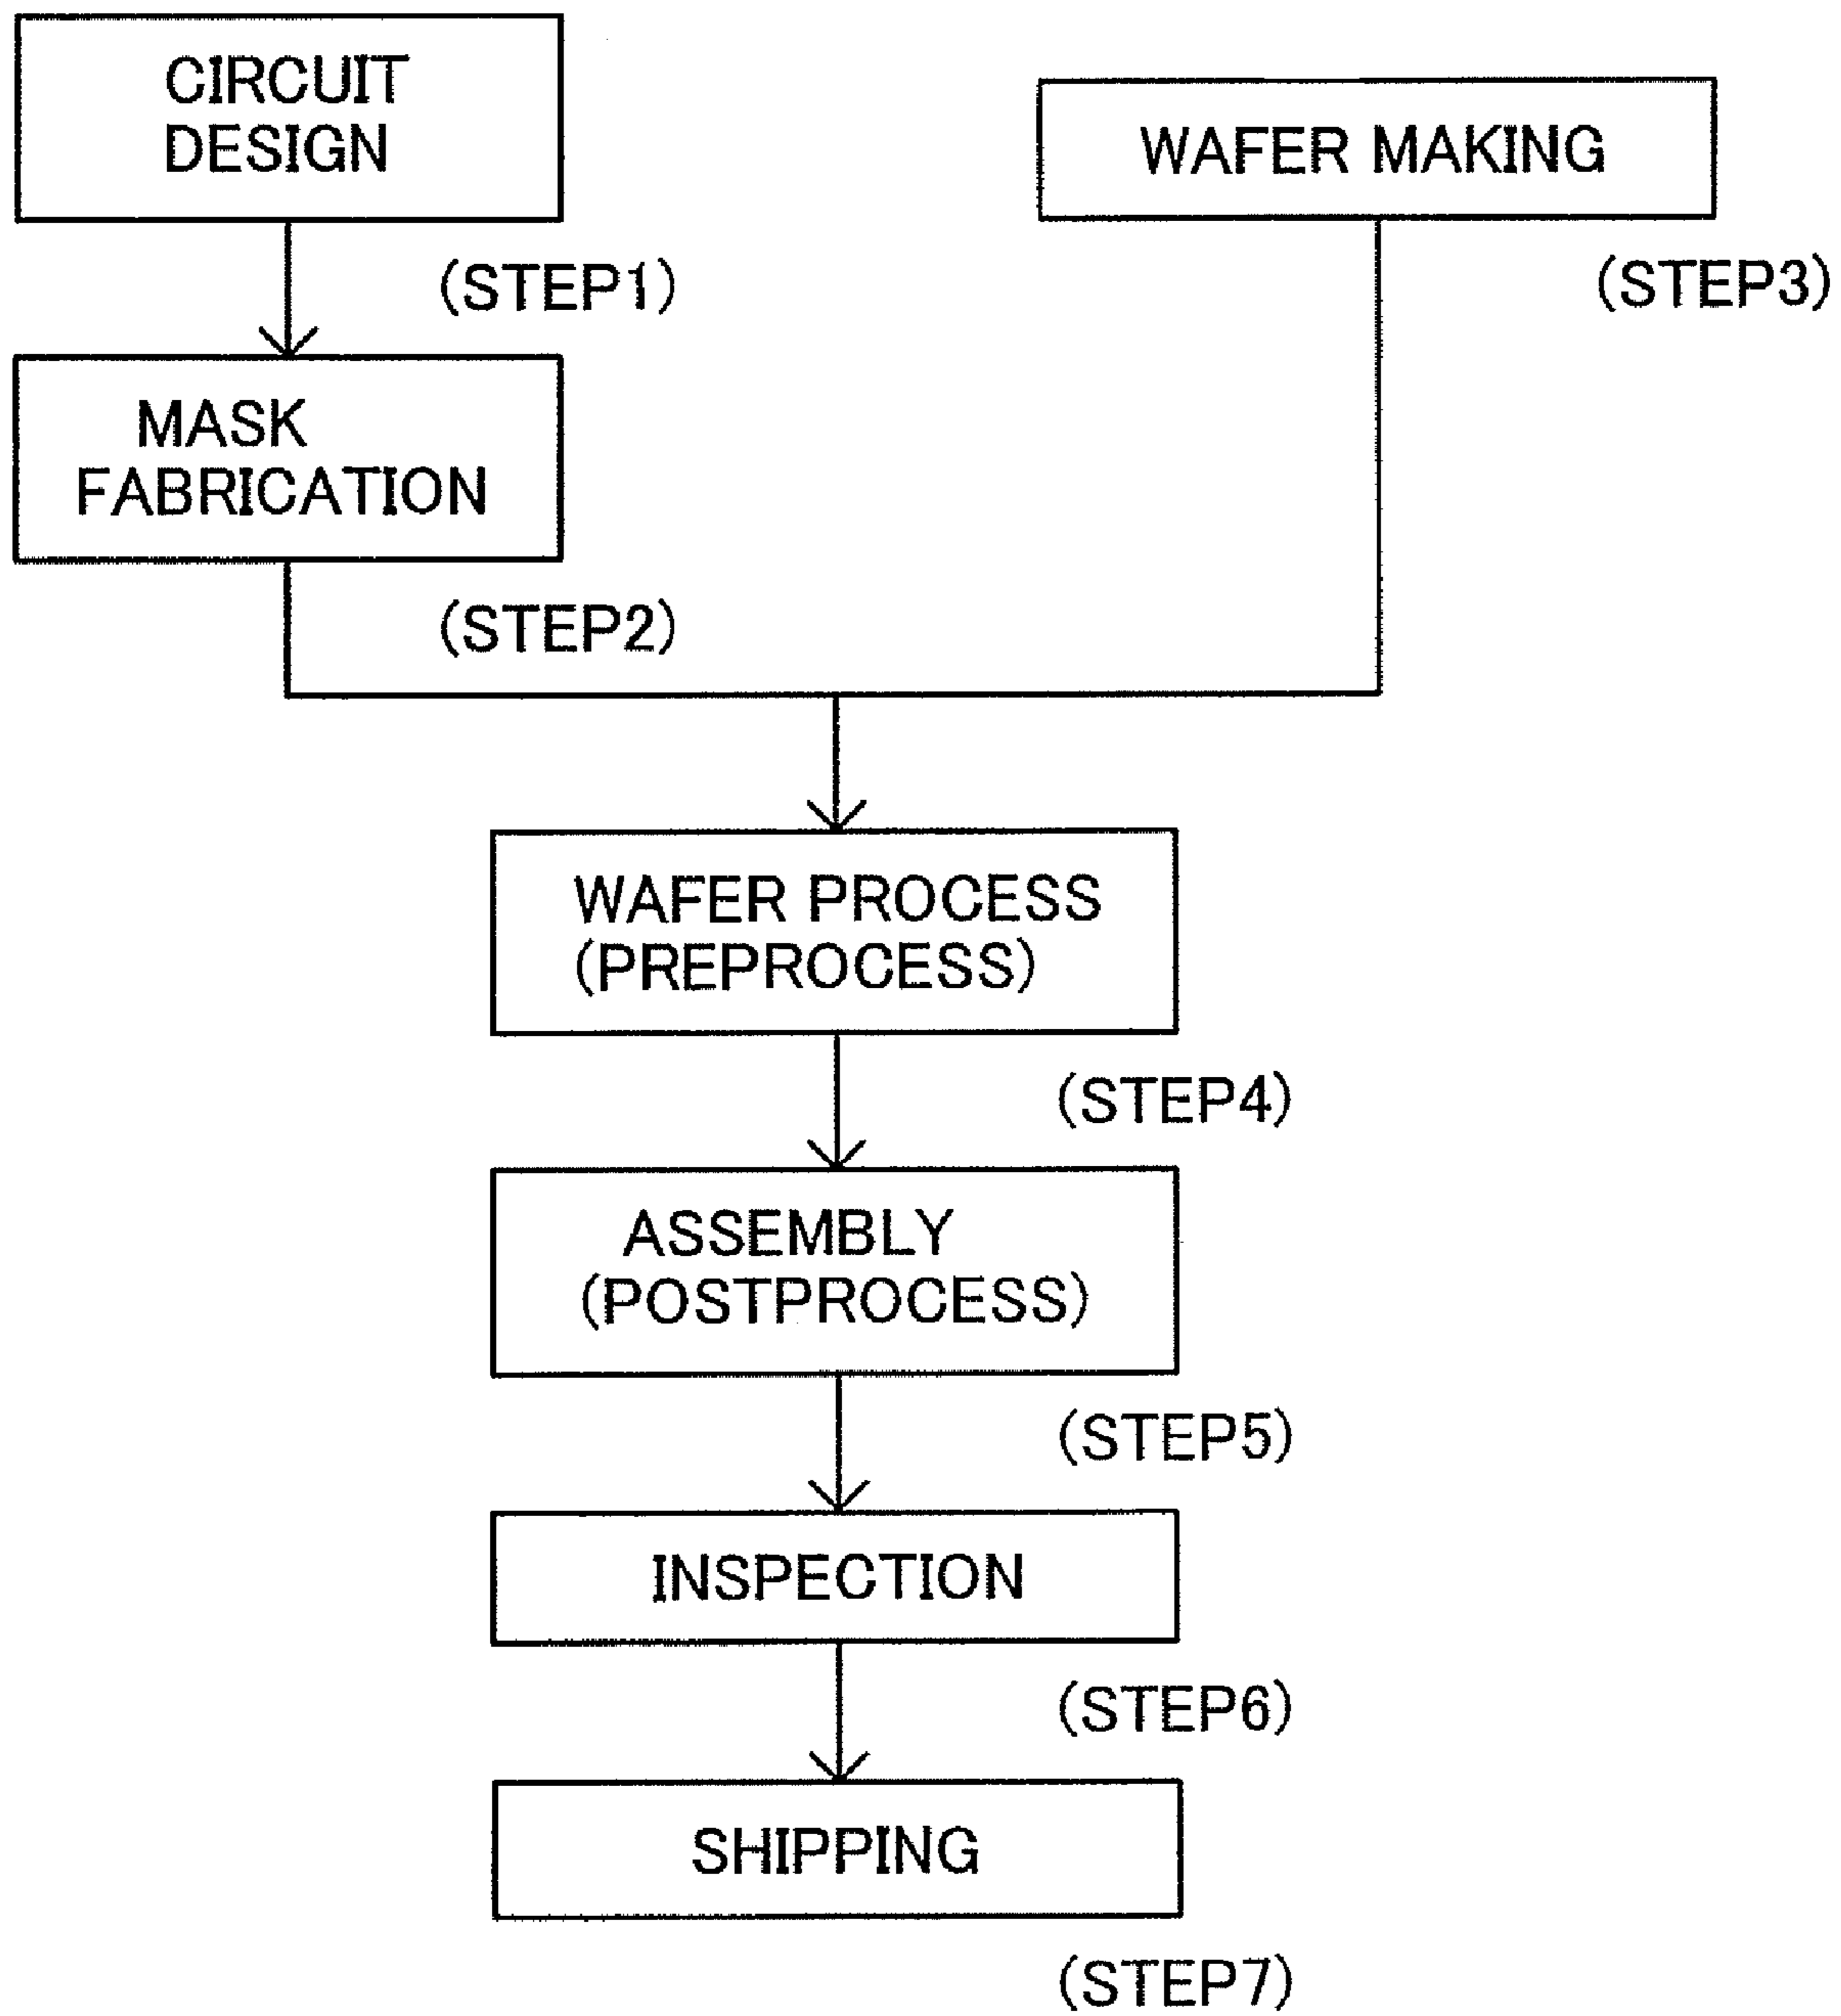 CIRCUIT
DESIGN
(STEP1)
MASK
FABRICATION
(STEP2)
WAFER MAKING
(STEP3)
WAFER PROCESS
(PREPROCESS)
(STEP4)
ASSEMBLY
(POSTPROCESS)
(STEP5)
INSPECTION
(STEP6)
SHIPPING
(STEP7)